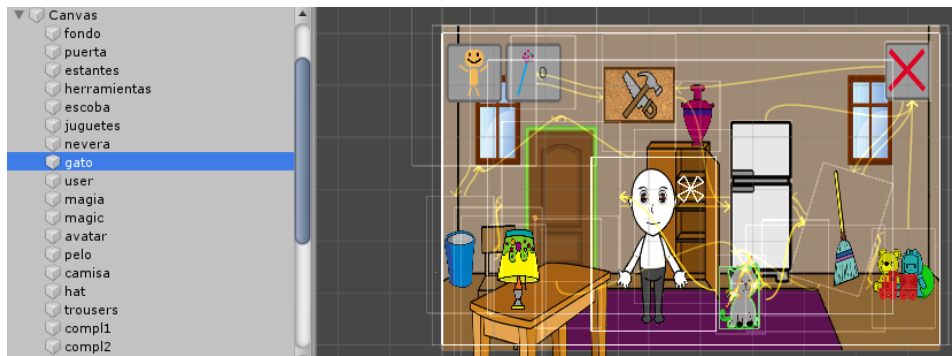 Canvas
fondo
puerta
estantes
herramientas
escoba
juguetes
nevera
gato
user
magia
magic
avatar
pelo
camisa
hat
trousers
compl1
compl2
0